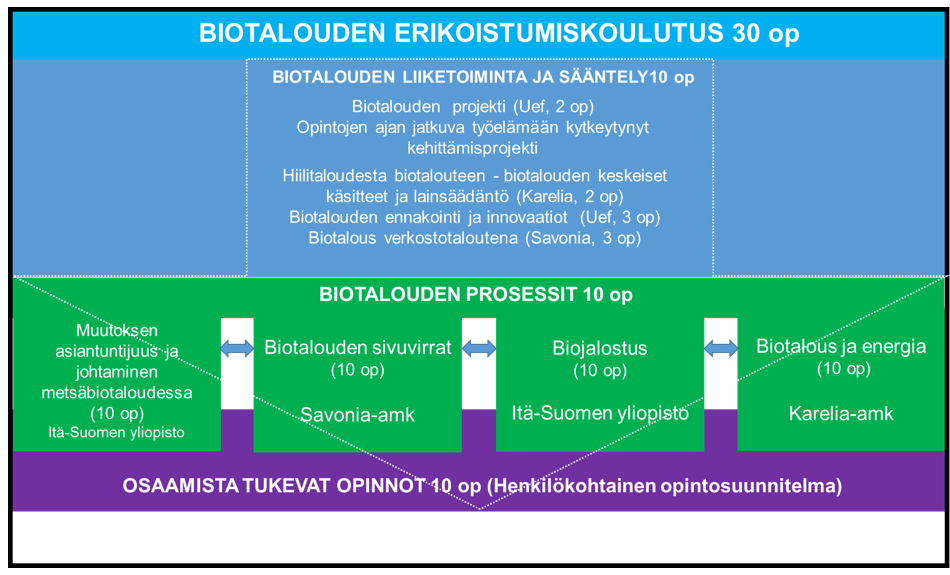 BIOTALOUDEN ERIKOISTUMISKOULUTUS 30 op
BIOTALOUDEN LIIKETOIMINTA JA SÄÄNTELY10 op
Biotalouden projekti (Uef, 2 op)
Opintojen ajan jatkuva työelämään kytkeytynyt
kehittämisprojekti
Hiilitaloudesta biotalouteen - biotalouden keskeiset
käsitteet ja lainsäädäntö (Karelia, 2 op)
Biotalouden ennakointi ja innovaatiot (Uef, 3 op)
Biotalous verkostotaloutena (Savonia, 3 op)
BIOTALOUDEN PROSESSIT 10 op
Muutoksen
asiantuntijuus ja
johtaminen
metsäbiotaloudessa
(10 op)
Itä-Suomen yliopisto
Biotalouden sivuvirrat
(10 op)
Savonia-amk
Biojalostus
(10 op)
Itä-Suomen yliopisto
Biotalous ja energia
(10 op)
Karelia-amk
OSAAMISTA TUKEVAT OPINNOT 10 op (Henkilökohtainen opintosuunnitelma)